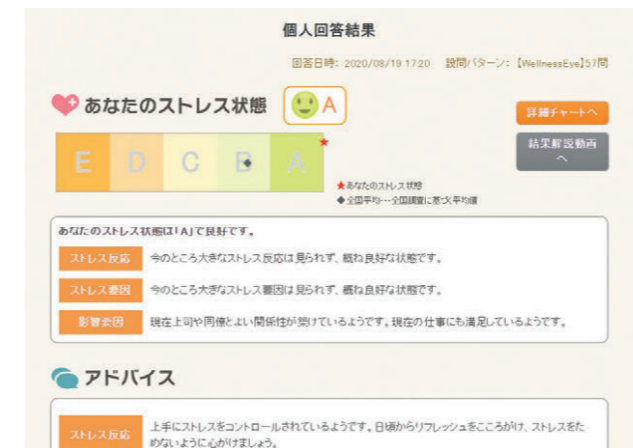 個人回答結果
回答日時: 2020/08/19 17:20 設問パターン:【WellnessEye】57問
あなたのストレス状態 A
詳細チャートへ
結果解説動画
へ
E D C B A
★あなたのストレス状態
◆全国平均…全国調査に基づく平均値
あなたのストレス状態は「A」で良好です。
ストレス反応 今のところ大きなストレス反応は見られず、概ね良好な状態です。
ストレス要因 今のところ大きなストレス要因は見られず、概ね良好な状態です。
影響要因 現在上司や同僚とよい関係性が築けているようです。現在の仕事にも満足しているようです。
アドバイス
ストレス反応 上手にストレスをコントロールされているようです。日頃からリフレッシュをこころがけ、ストレスをた
めないように心がけましょう。